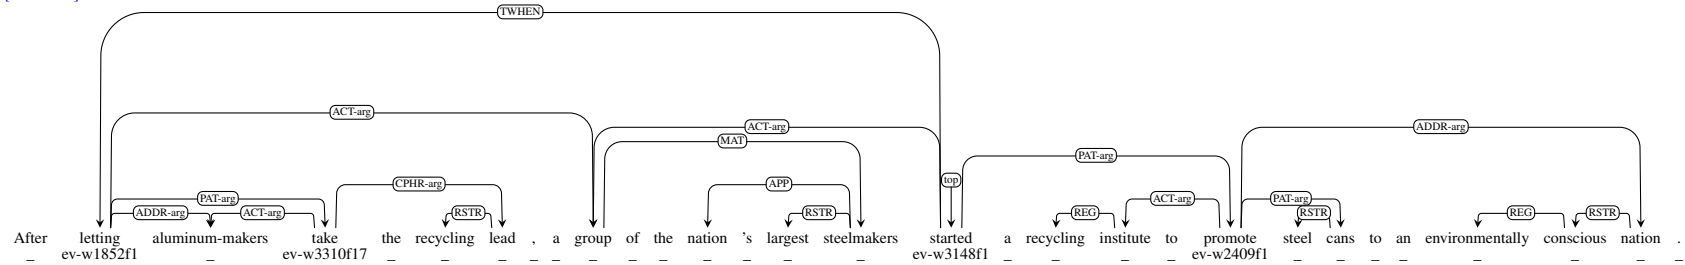 TWHEN
ACT-arg
ACT-arg
ADDR-arg
MAT
PAT-arg
top
CPHR-arg
APP
PAT-arg
ACT-arg
PAT-arg
ADDR-arg
ACT-arg
RSTR
RSTR
REG
RSTR
REG
RSTR
After letting aluminum-makers take the recycling lead , a group of the nation 's largest steelmakers started a recycling institute to promote steel cans to an environmentally conscious nation .
_ ev-w1852f1 _ ev-w3310f17 _ _ _ _ _ _ _ _ _ _ _ _ ev-w3148f1 _ _ _ _ ev-w2409f1 _ _ _ _ _ _ _ _